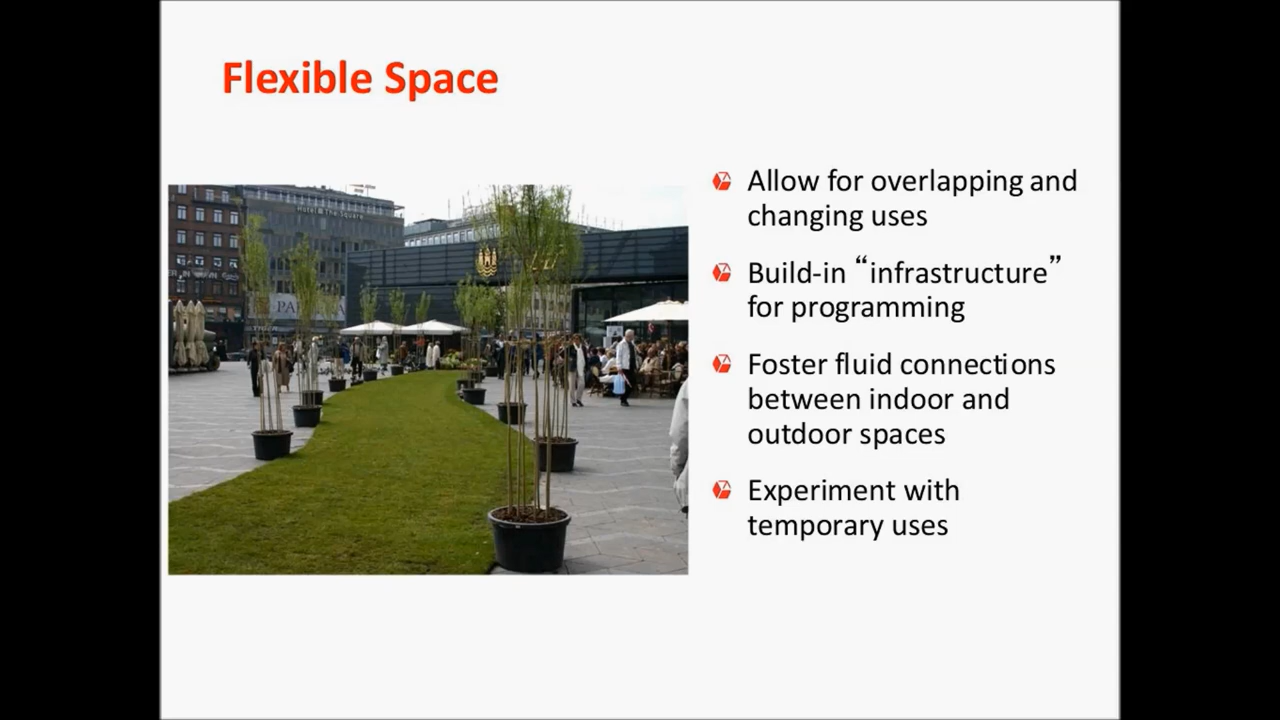 Flexible Space
Hotel The Square
PA
Allow for overlapping and
changing uses
Build-in “infrastructure”
for programming
Foster fluid connections
between indoor and
outdoor spaces
Experiment with
temporary uses